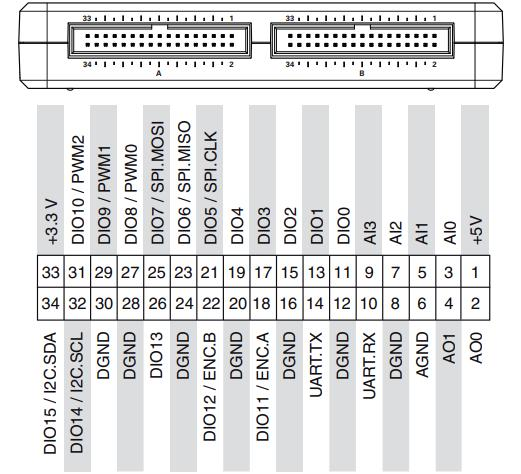 33 1 33 1
34 2 34 2
A B
+3.3 V
DIO10 / PWM2
DIO9 / PWM1
DIO8 / PWM0
DIO7 / SPI.MOSI
DIO6 / SPI.MISO
DIO5 / SPI.CLK
DIO4
DIO3
DIO2
DIO1
DIO0
AI3
AI2
AI1
AI0
+5V
33 31 29 27 25 23 21 19 17 15 13 11 9 7 5 3 1
34 32 30 28 26 24 22 20 18 16 14 12 10 8 6 4 2
DIO15 / I2C.SDA
DIO14 / I2C.SCL
DGND
DGND
DIO13
DGND
DIO12 / ENC.B
DGND
DIO11 / ENC.A
DGND
UART.TX
DGND
UART.RX
DGND
AGND
AO1
AO0